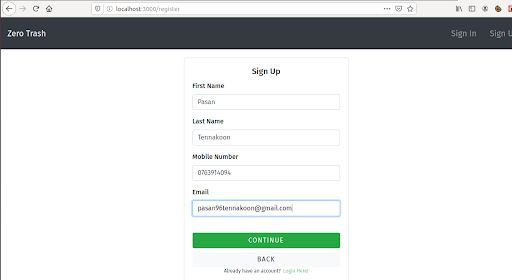 localhost:3000/register
Zero Trash
Sign In
Sign U
Sign Up
First Name
Pasan
Last Name
Tennakoon
Mobile Number
0763914094
Email
pasan96tennakoon@gmail.com
CONTINUE
BACK
Already have an account? Login Here!